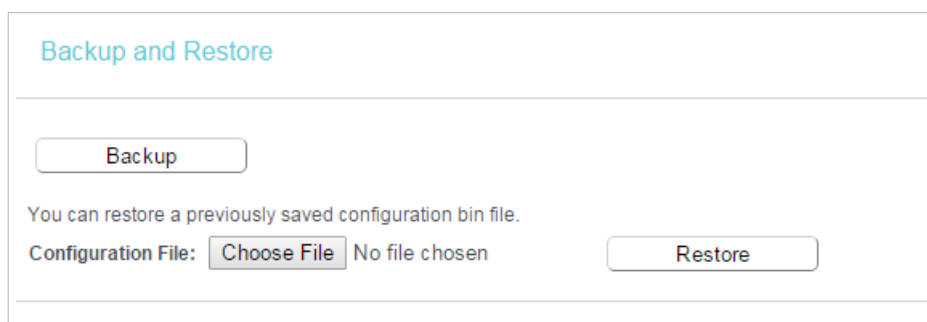 Backup and Restore
Backup
You can restore a previously saved configuration bin file.
Configuration File: Choose File No file chosen Restore